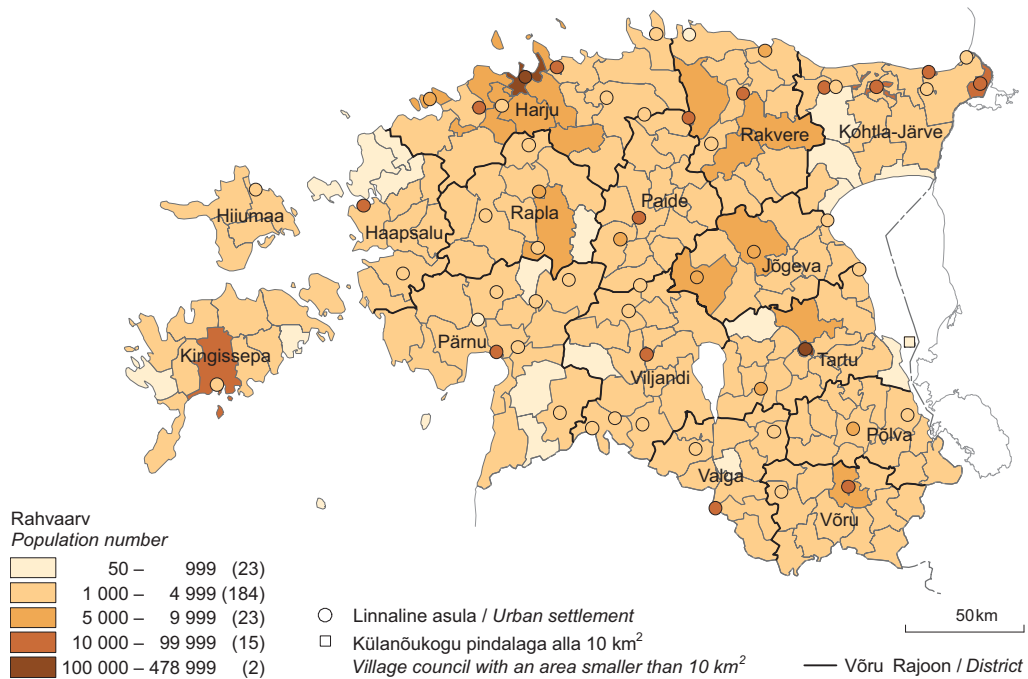 Harju
Rakvere
Kohtla-Järve
Hiiumaa
Haapsalu
Rapla
Paide
Jõgeva
Kingissepa
Pärnu
Viljandi
Tartu
Põlva
Valga
Võru
Rahvaarv
Population number
50 – 999 (23)
1 000 – 4 999 (184)
5 000 – 9 999 (23)
10 000 – 99 999 (15)
100 000 – 478 999 (2)
Linnaline asula / Urban settlement
Külanõukogu pindalaga alla 10 km²
Village council with an area smaller than 10 km²
50 km
Võru Rajoon / District